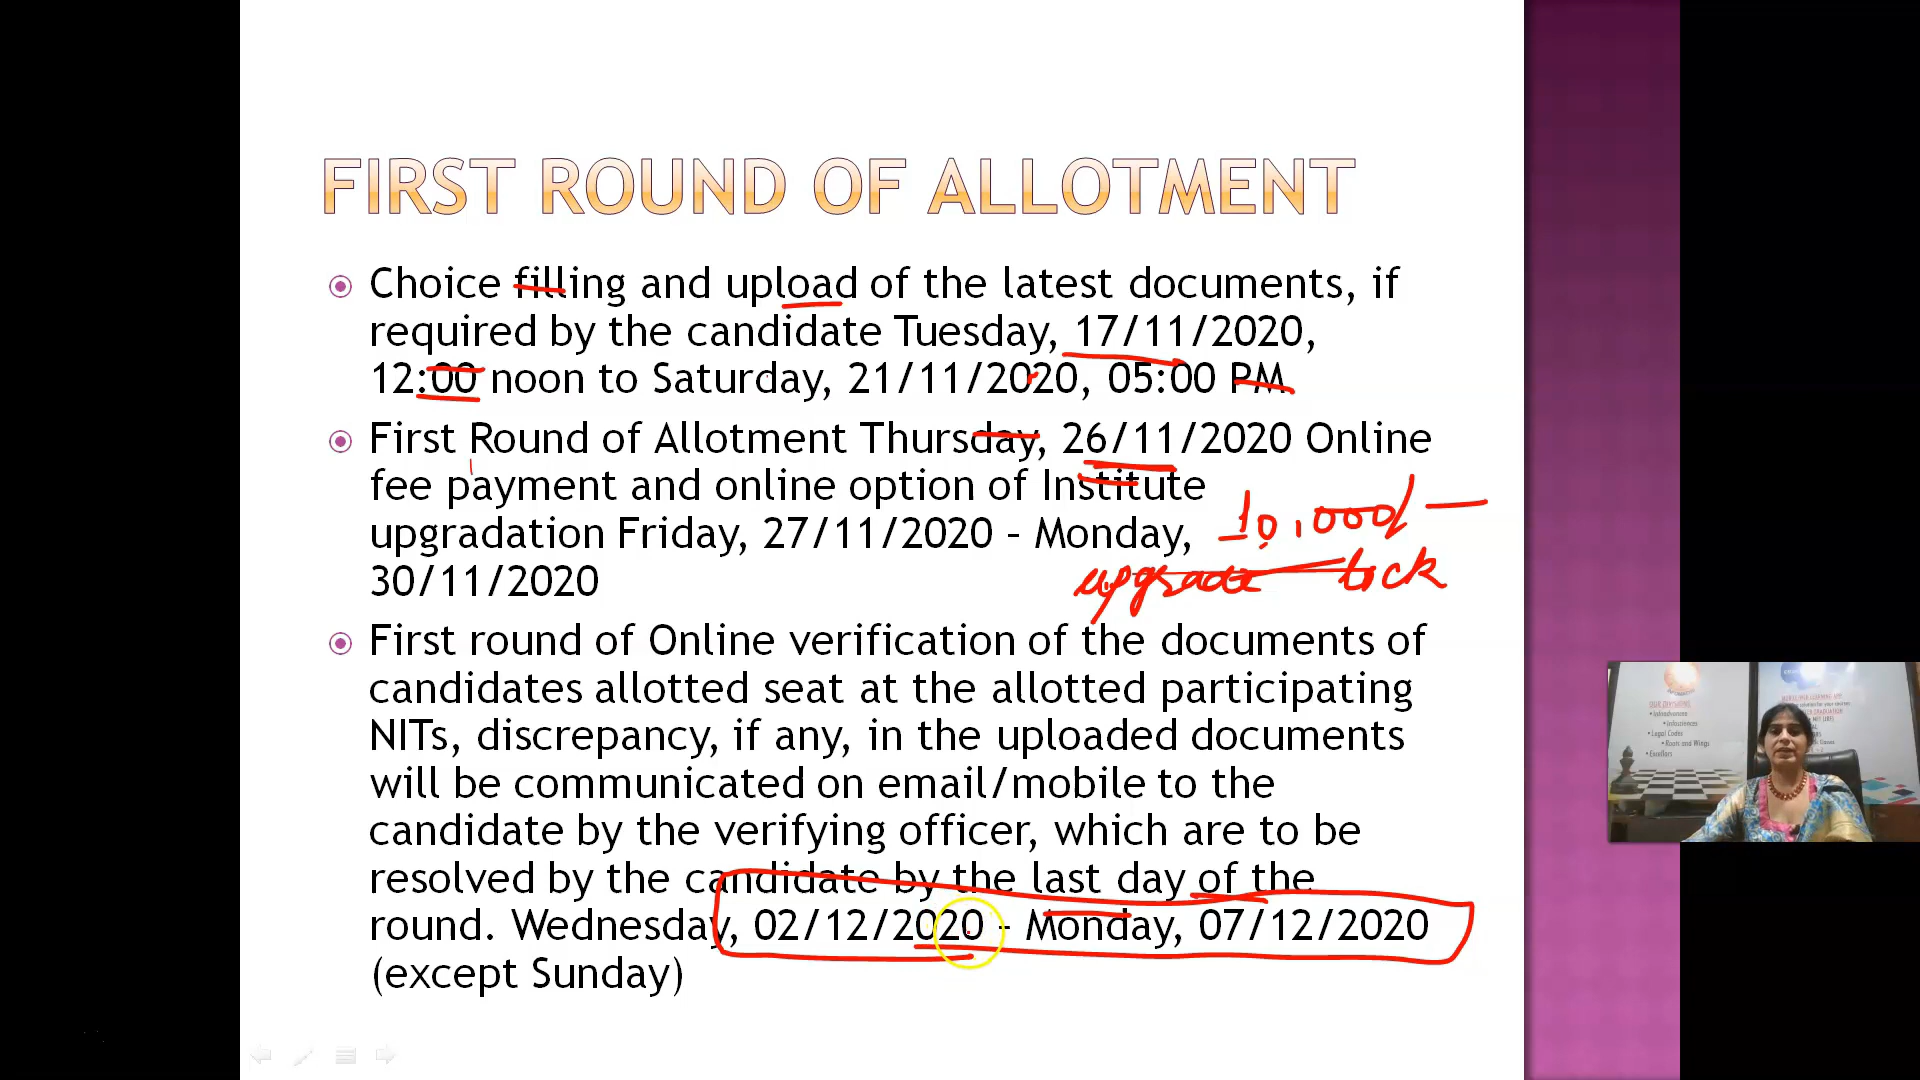 FIRST ROUND OF ALLOTMENT
Choice filling and upload of the latest documents, if
required by the candidate Tuesday, 17/11/2020,
12:00 noon to Saturday, 21/11/2020, 05:00 PM
First Round of Allotment Thursday, 26/11/2020 Online
fee payment and online option of Institute
upgradation Friday, 27/11/2020 - Monday,
30/11/2020
10,000/-
upgrade tick
First round of Online verification of the documents of
candidates allotted seat at the allotted participating
NITs, discrepancy, if any, in the uploaded documents
will be communicated on email/mobile to the
candidate by the verifying officer, which are to be
resolved by the candidate by the last day of the
round. Wednesday, 02/12/2020 - Monday, 07/12/2020
(except Sunday)
Legal Codes
Roots and Wings